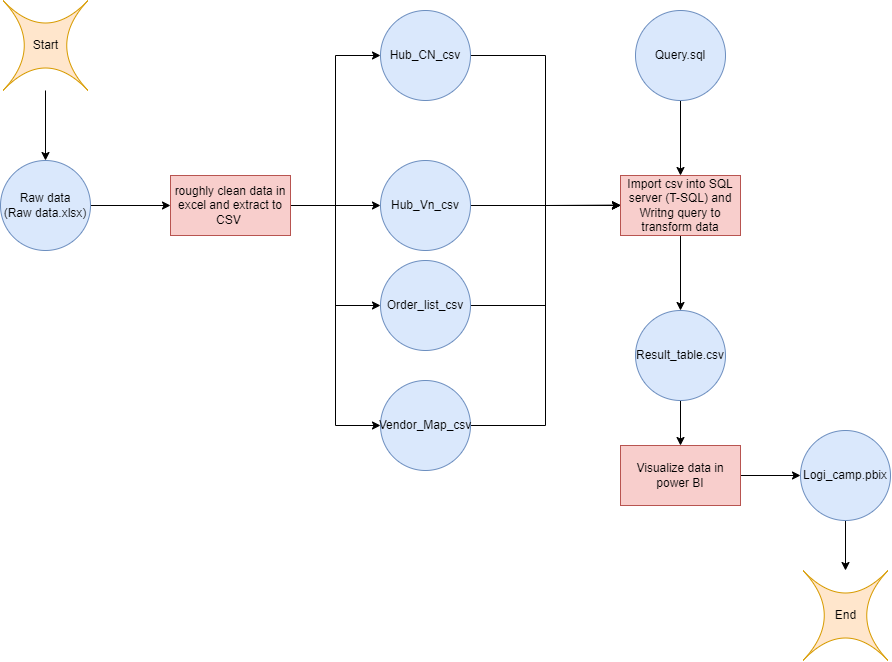 Start
Raw data
(Raw data.xlsx)
roughly clean data in
excel and extract to
CSV
Hub_CN_csv
Hub_Vn_csv
Order_list_csv
Vendor_Map_csv
Query.sql
Import csv into SQL
server (T-SQL) and
Writng query to
transform data
Result_table.csv
Visualize data in
power BI
Logi_camp.pbix
End